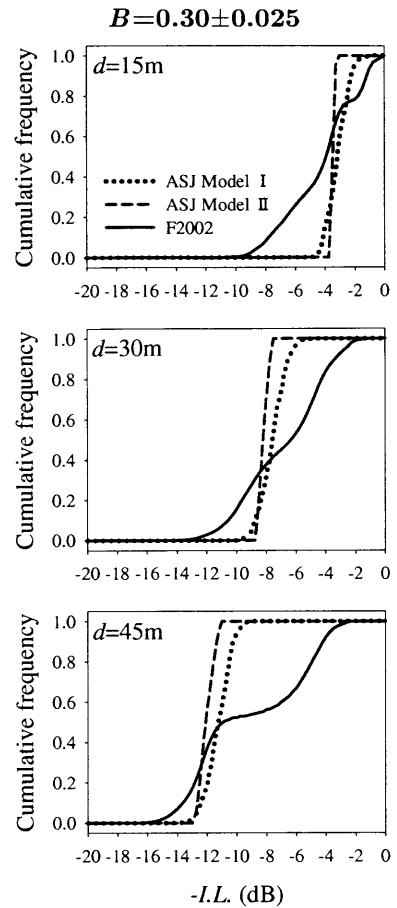 B=0.30±0.025
d=15m
Cumulative frequency
1.0
0.8
0.6
0.4
0.2
0.0
ASJ Model I
ASJ Model II
F2002
-20 -18 -16 -14 -12 -10 -8 -6 -4 -2 0
d=30m
Cumulative frequency
1.0
0.8
0.6
0.4
0.2
0.0
-20 -18 -16 -14 -12 -10 -8 -6 -4 -2 0
d=45m
Cumulative frequency
1.0
0.8
0.6
0.4
0.2
0.0
-20 -18 -16 -14 -12 -10 -8 -6 -4 -2 0
-I.L. (dB)